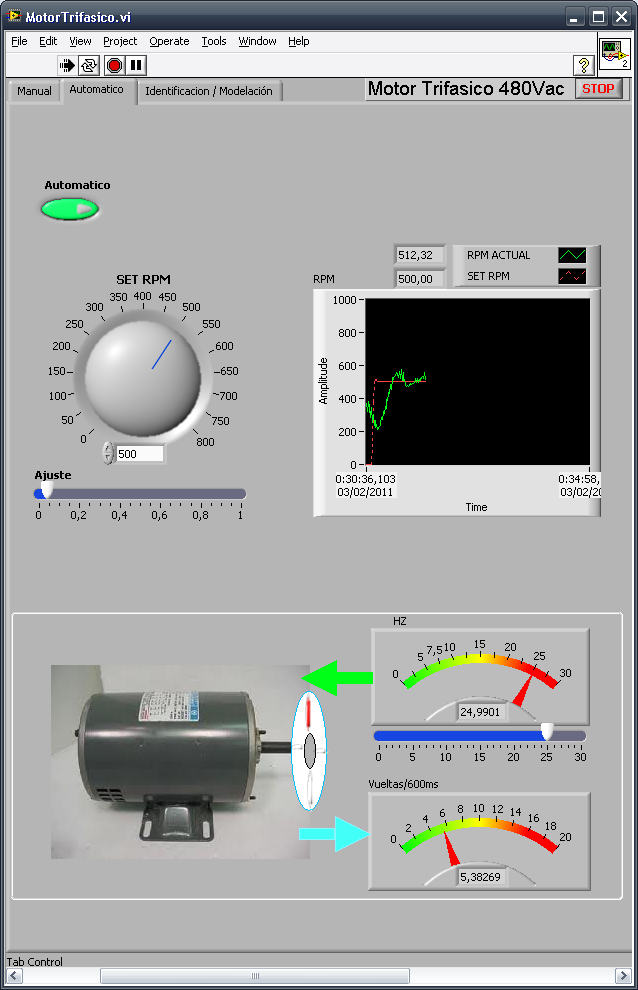 MotorTrifasico.vi
File Edit View Project Operate Tools Window Help
? 2
Manual Automatico Identificacion / Modelación Motor Trifasico 480Vac STOP
Automatico
SET RPM
0 50 100 150 200 250 300 350 400 450 500 550 600 650 700 750 800
500
Ajuste
0 0,2 0,4 0,6 0,8 1
512,32 RPM ACTUAL
RPM 500,00 SET RPM
Amplitude
1000
800
600
400
200
0
0:30:36,103 0:34:58,
03/02/2011 03/02/20
Time
HZ
0 5 7,5 10 15 20 25 30
24,9901
0 5 10 15 20 25 30
Vueltas/600ms
0 2 4 6 8 10 12 14 16 18 20
5,38269
Tab Control